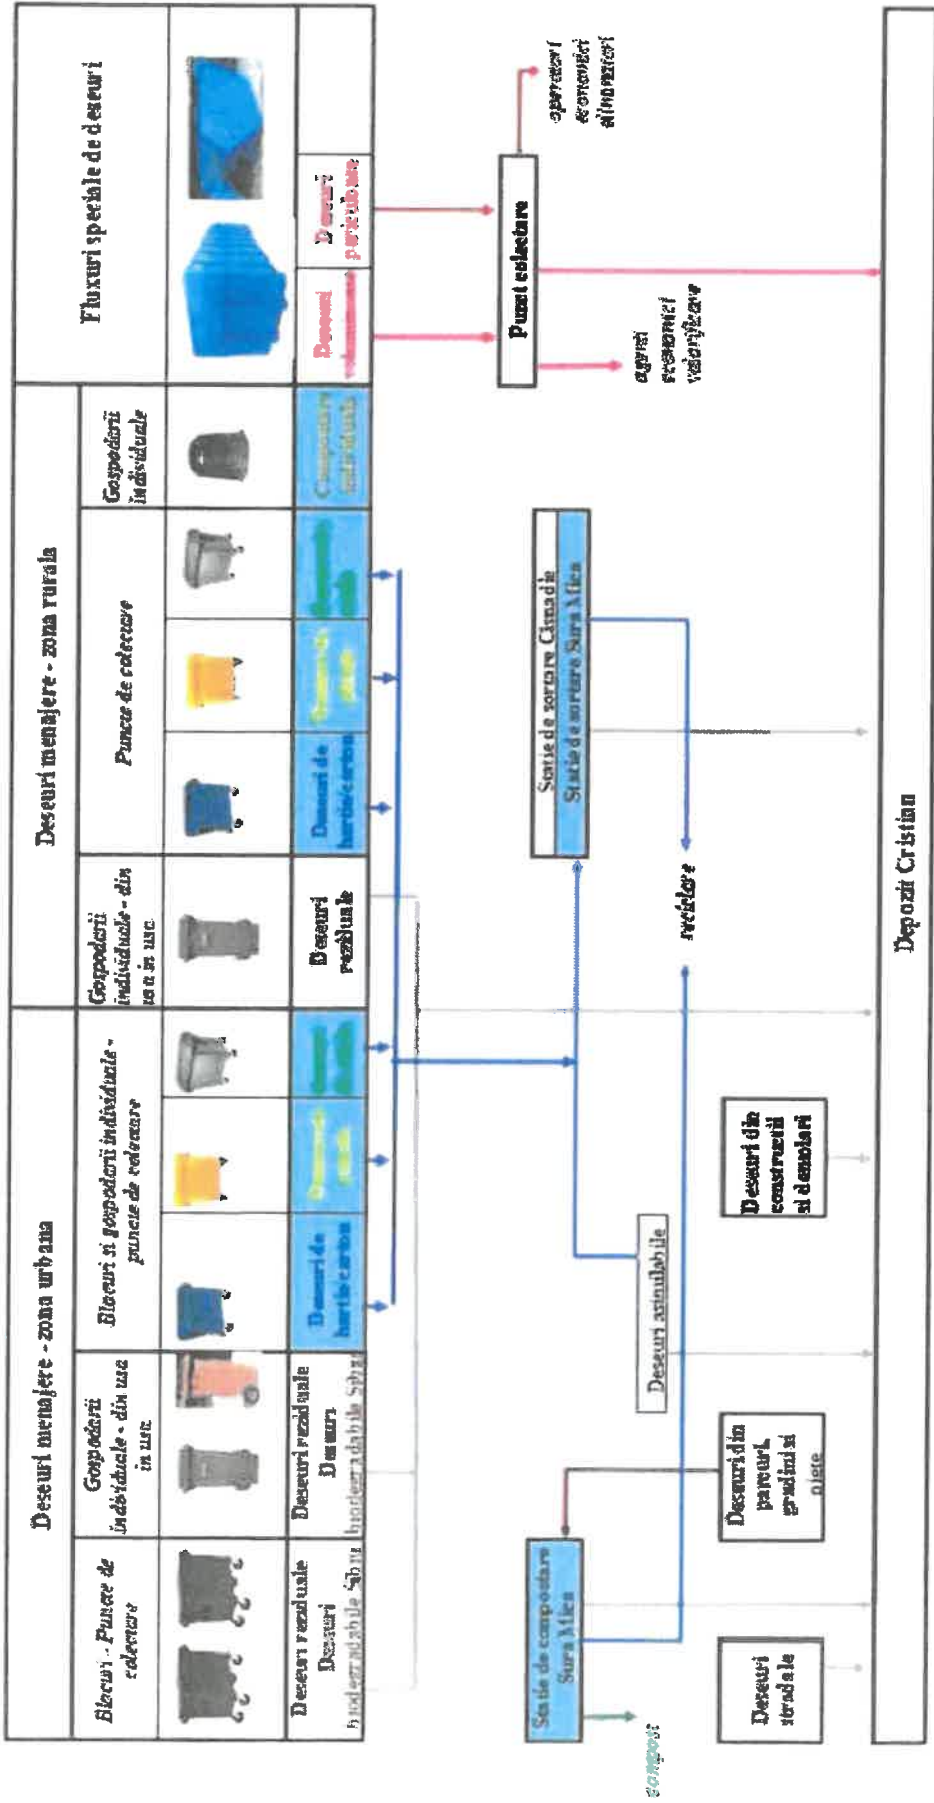 Deseuri menajere - zona urbana
Deseuri menajere - zona rurala
Fluxuri speciale de deseuri
Blocuri - Puncte de
colectare
Gospodarii
individuale - din usa
in usa
Blocuri si gospodarii individuale -
puncte de colectare
Gospodarii
individuale - din
usa in usa
Puncte de colectare
Gospodarii
individuale
Deseuri reziduale
Deseuri
biodegradabile Sibiu
Deseuri reziduale
Deseuri
biodegradabile Sibiu
Deseuri de
hartie/carton
Deseuri
reziduale
Deseuri de
hartie/carton
Compostare
individuala
Deseuri
voluminoase
Deseuri
periculoase
Punct colectare
operatori
economici
eliminatori
agenti
economici
valorificare
Statie de sortare Cisnadie
Statie de sortare Sura Mica
reciclare
Deseuri asimilabile
Statie de compostare
Sura Mica
compost
Deseuri
stradale
Deseuri din
parcuri,
gradini si
piete
Deseuri din
constructii
si demolari
Depozit Cristian